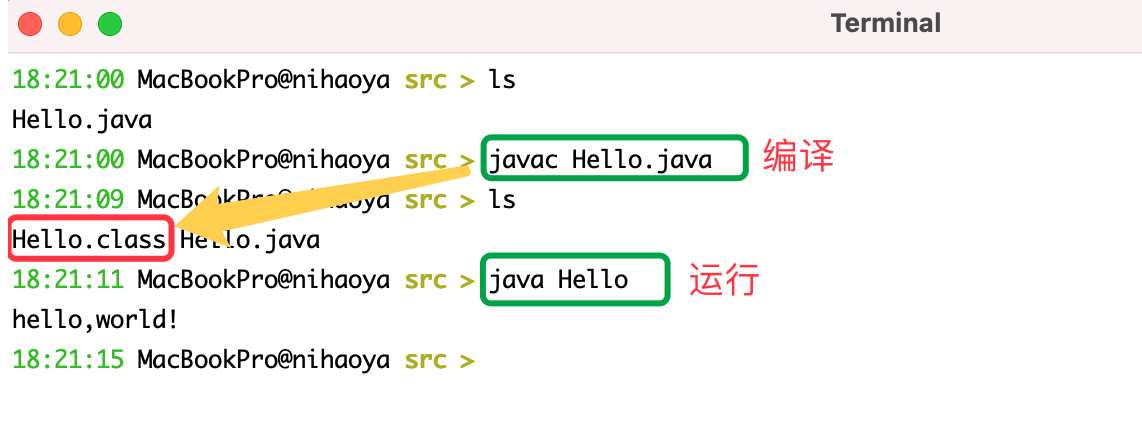 Terminal
18:21:00 MacBookPro@nihaoya src > ls
Hello.java
18:21:00 MacBookPro@nihaoya src > javac Hello.java 编译
18:21:09 MacBookPro@nihaoya src > ls
Hello.class Hello.java
18:21:11 MacBookPro@nihaoya src > java Hello 运行
hello,world!
18:21:15 MacBookPro@nihaoya src >